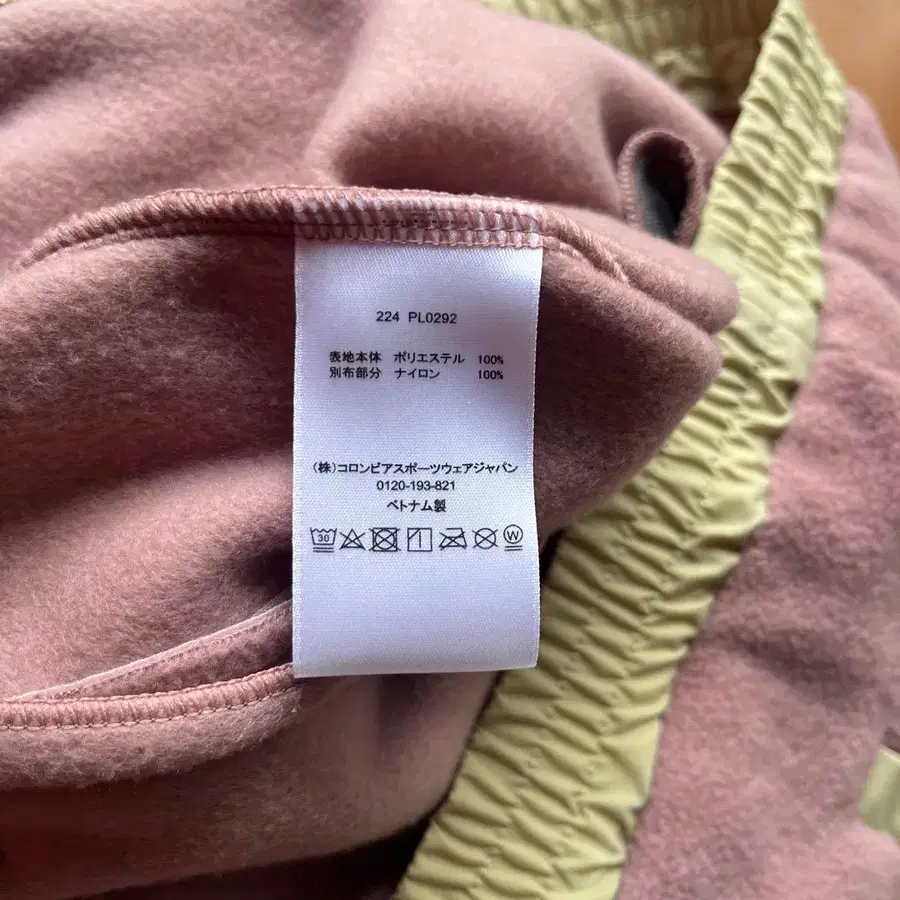 224 PL0292
表地本体 ポリエステル 100%
別布部分 ナイロン 100%
(株)コロンビアスポーツウェアジャパン
0120-193-821
ベトナム製
30 W